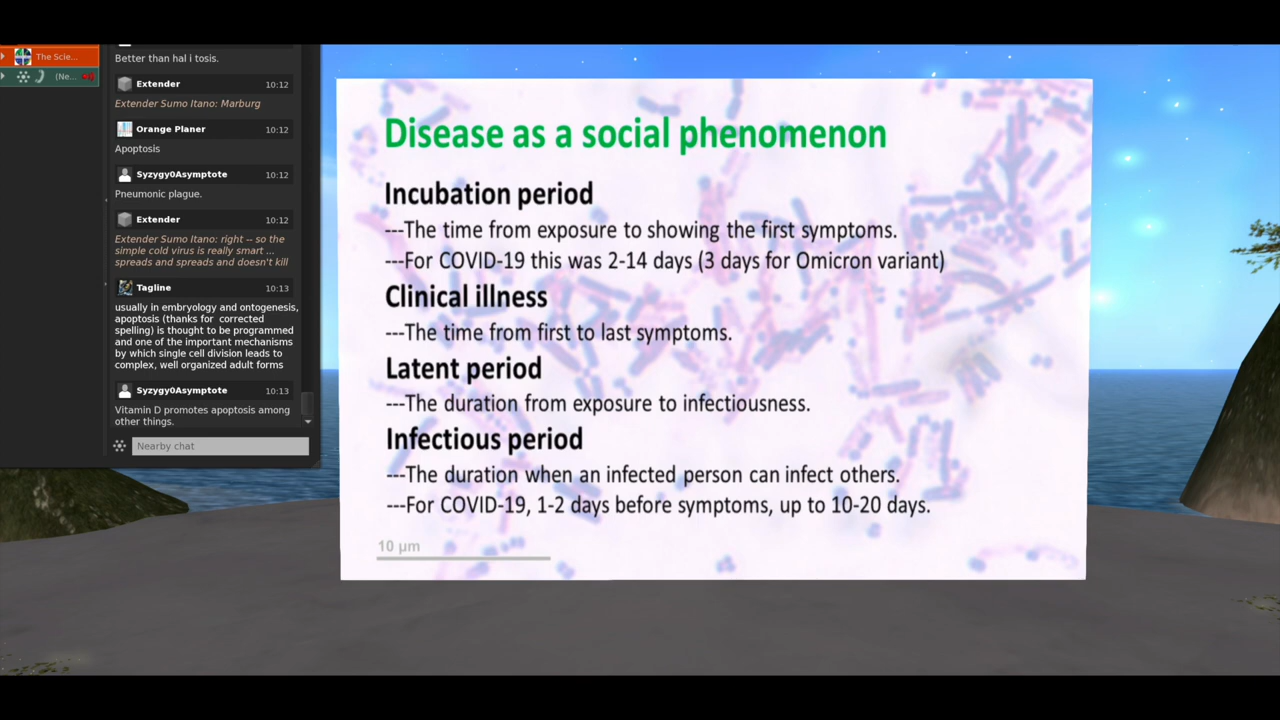 The Scie...
(Ne...
Better than hal i tosis.
Extender 10:12
Extender Sumo Itano: Marburg
Orange Planer 10:12
Apoptosis
Syzygy0Asymptote 10:12
Pneumonic plague.
Extender 10:12
Extender Sumo Itano: right -- so the
simple cold virus is really smart ...
spreads and spreads and doesn't kill
Tagline 10:13
usually in embryology and ontogenesis,
apoptosis (thanks for  corrected
spelling) is thought to be programmed
and one of the important mechanisms
by which single cell division leads to
complex, well organized adult forms
Syzygy0Asymptote 10:13
Vitamin D promotes apoptosis among
other things.
Nearby chat
Disease as a social phenomenon
Incubation period
---The time from exposure to showing the first symptoms.
---For COVID-19 this was 2-14 days (3 days for Omicron variant)
Clinical illness
---The time from first to last symptoms.
Latent period
---The duration from exposure to infectiousness.
Infectious period
---The duration when an infected person can infect others.
---For COVID-19, 1-2 days before symptoms, up to 10-20 days.
10 µm